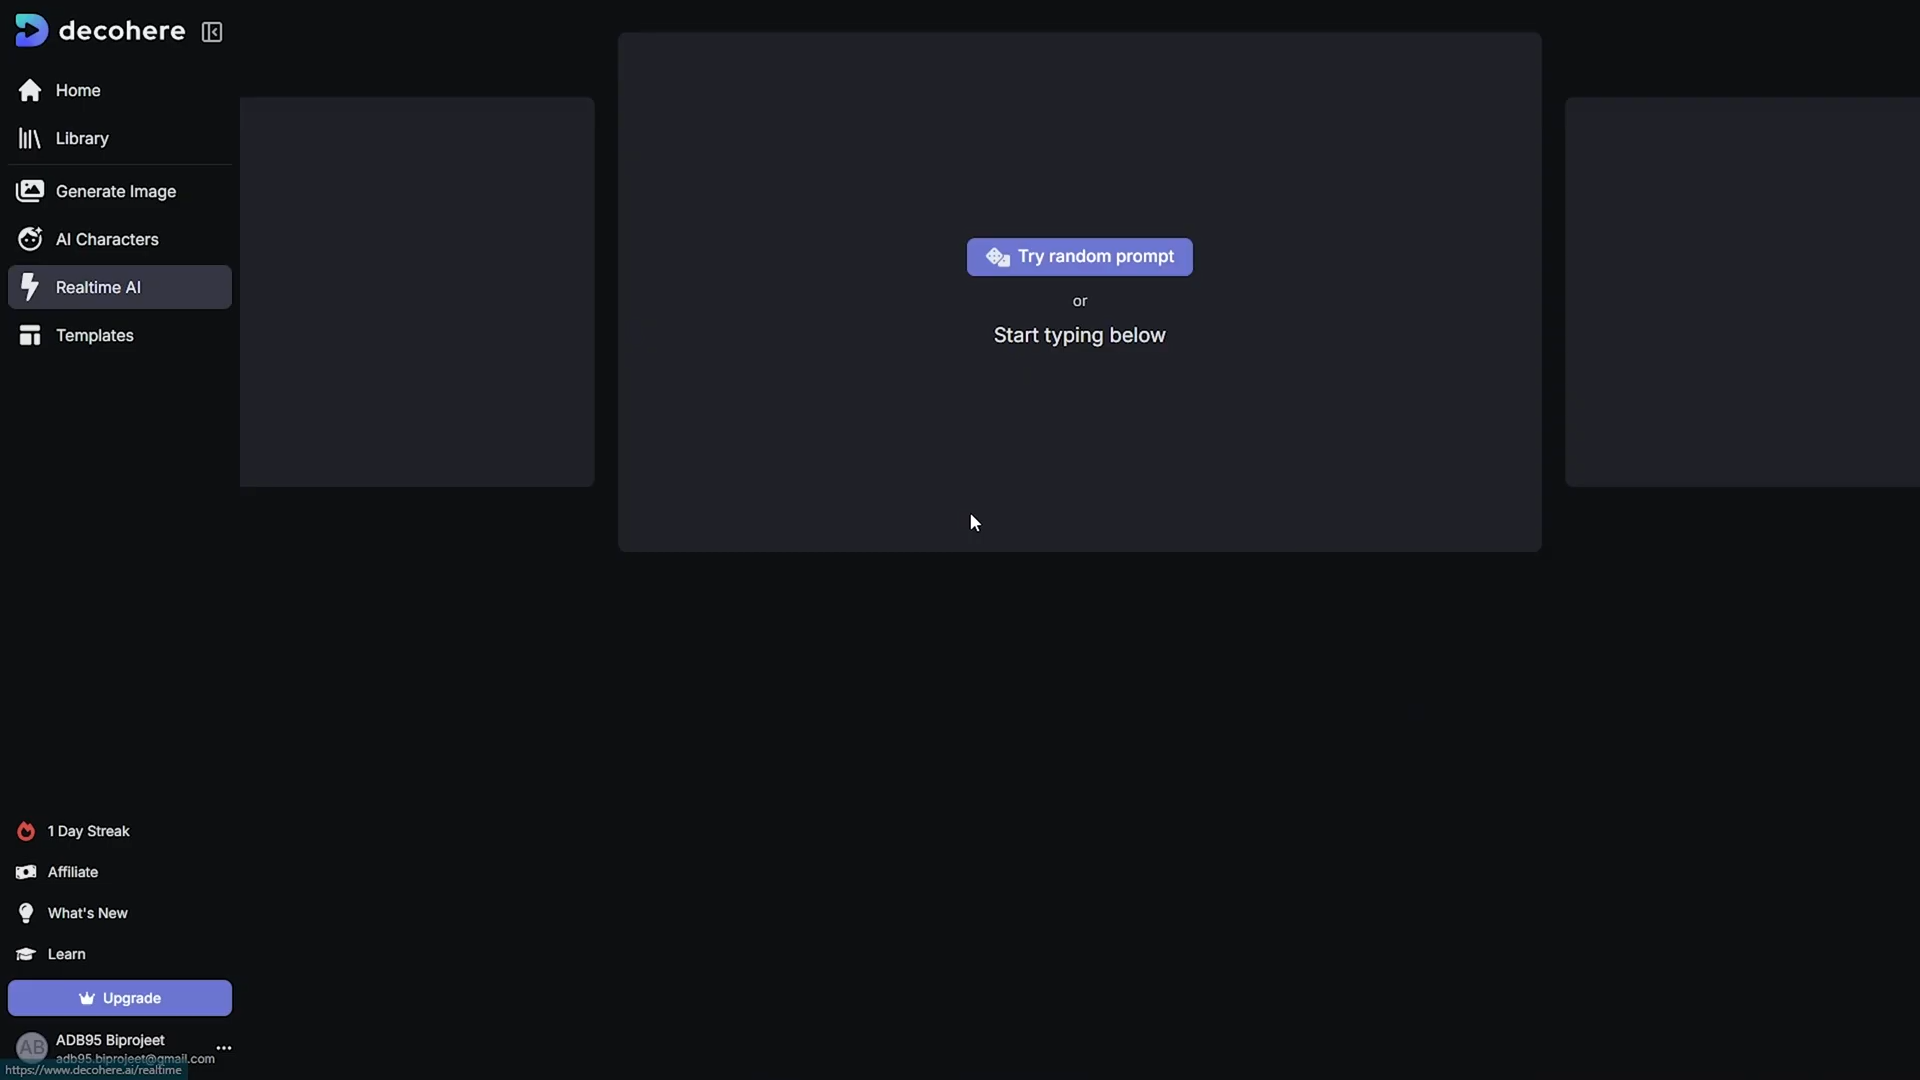 decohere
Home
Library
Generate Image
AI Characters
Realtime AI
Templates
Try random prompt
or
Start typing below
1 Day Streak
Affiliate
What's New
Learn
Upgrade
AB
ADB95 Biprojeet
adb95.biprojeet@gmail.com
https://www.decohere.ai/realtime